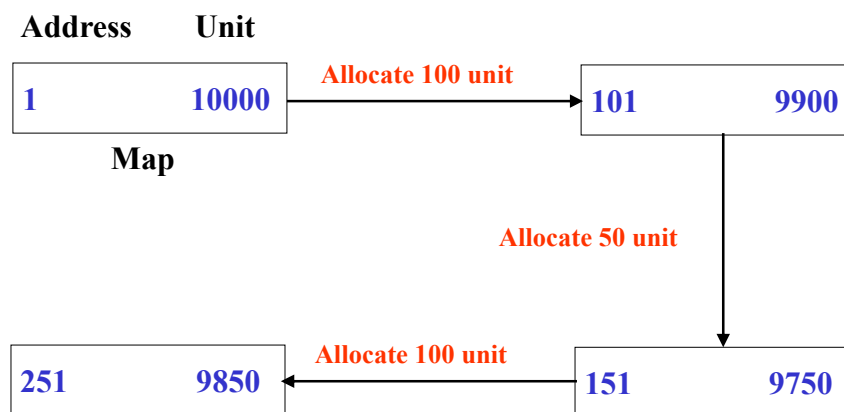 Address Unit
1 10000
Allocate 100 unit
101 9900
Map
Allocate 50 unit
251 9850
Allocate 100 unit
151 9750